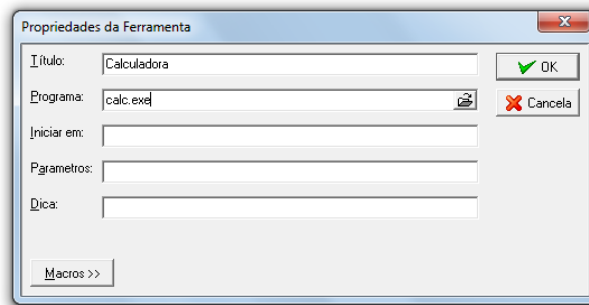 Propriedades da Ferramenta
Título: Calculadora
OK
Programa: calc.exe
Cancela
Iniciar em:
Parametros:
Dica:
Macros >>